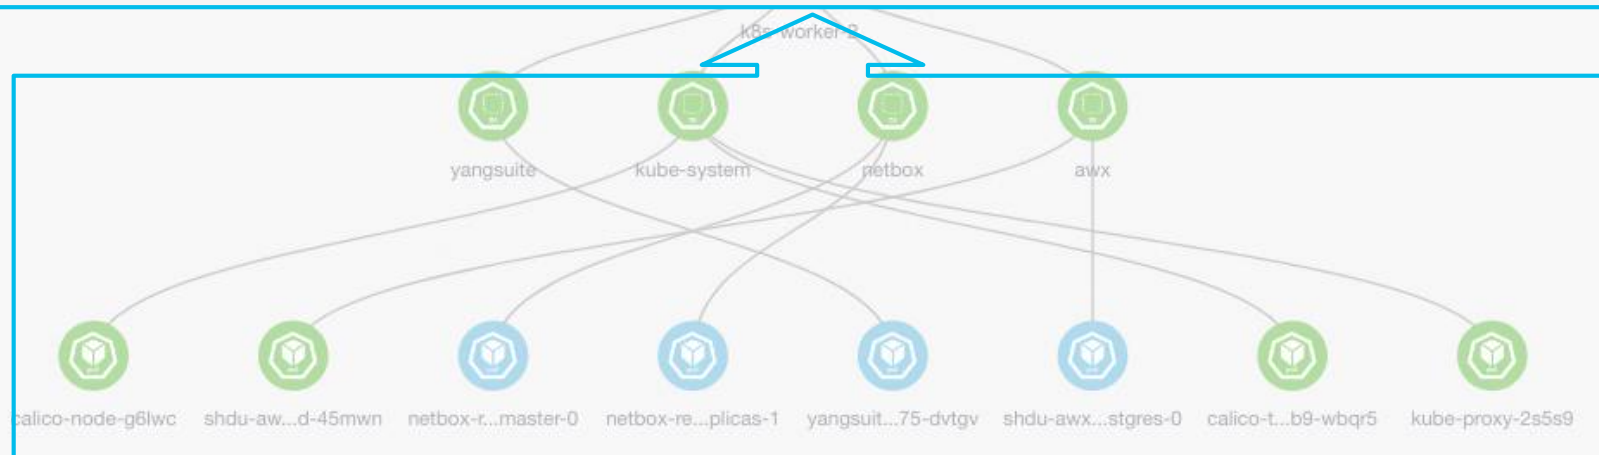 k8s-worker-2
yangsuite kube-system netbox awx
calico-node-g6lwc shdu-aw...d-45mwn netbox-r...master-0 netbox-re...plicas-1 yangsuit...75-dvtgv shdu-awx...stgres-0 calico-t...b9-wbqr5 kube-proxy-2s5s9